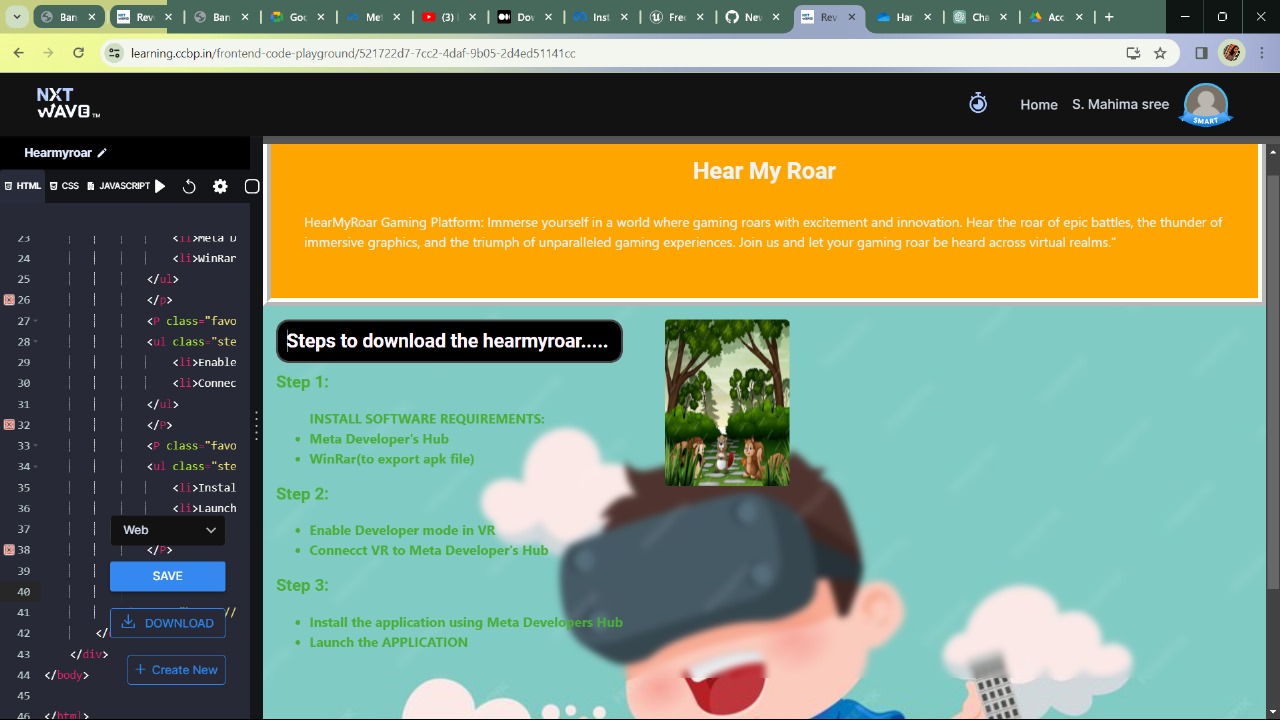 Ban
Rev
Ban
Goo
Met
(3)
Dov
Inst
Free
Nev
Rev
Har
Cha
Acc
learning.ccbp.in/frontend-code-playground/521722d7-7cc2-4daf-9b05-2d4ed51141cc
NXT
WAVE TM
Home S. Mahima sree
SMART
Hearmyroar
HTML CSS JAVASCRIPT
23 <li>Meta D
24 <li>WinRar
25 </ul>
26 </p>
27 <P class="favo
28 <ul class="ste
29 <li>Enable
30 <li>Connec
31 </ul>
32 </P>
33 <P class="favo
34 <ul class="ste
35 <li>Instal
36 <li>Launch
37
38 </P>
39
40
41 //
42 </
43 </div>
44 </body>
45
46 </html>
Web
SAVE
DOWNLOAD
+ Create New
Hear My Roar
HearMyRoar Gaming Platform: Immerse yourself in a world where gaming roars with excitement and innovation. Hear the roar of epic battles, the thunder of
immersive graphics, and the triumph of unparalleled gaming experiences. Join us and let your gaming roar be heard across virtual realms."
Steps to download the hearmyroar.....
Step 1:
INSTALL SOFTWARE REQUIREMENTS:
• Meta Developer's Hub
• WinRar(to export apk file)
Step 2:
• Enable Developer mode in VR
• Connecct VR to Meta Developer's Hub
Step 3:
• Install the application using Meta Developers Hub
• Launch the APPLICATION